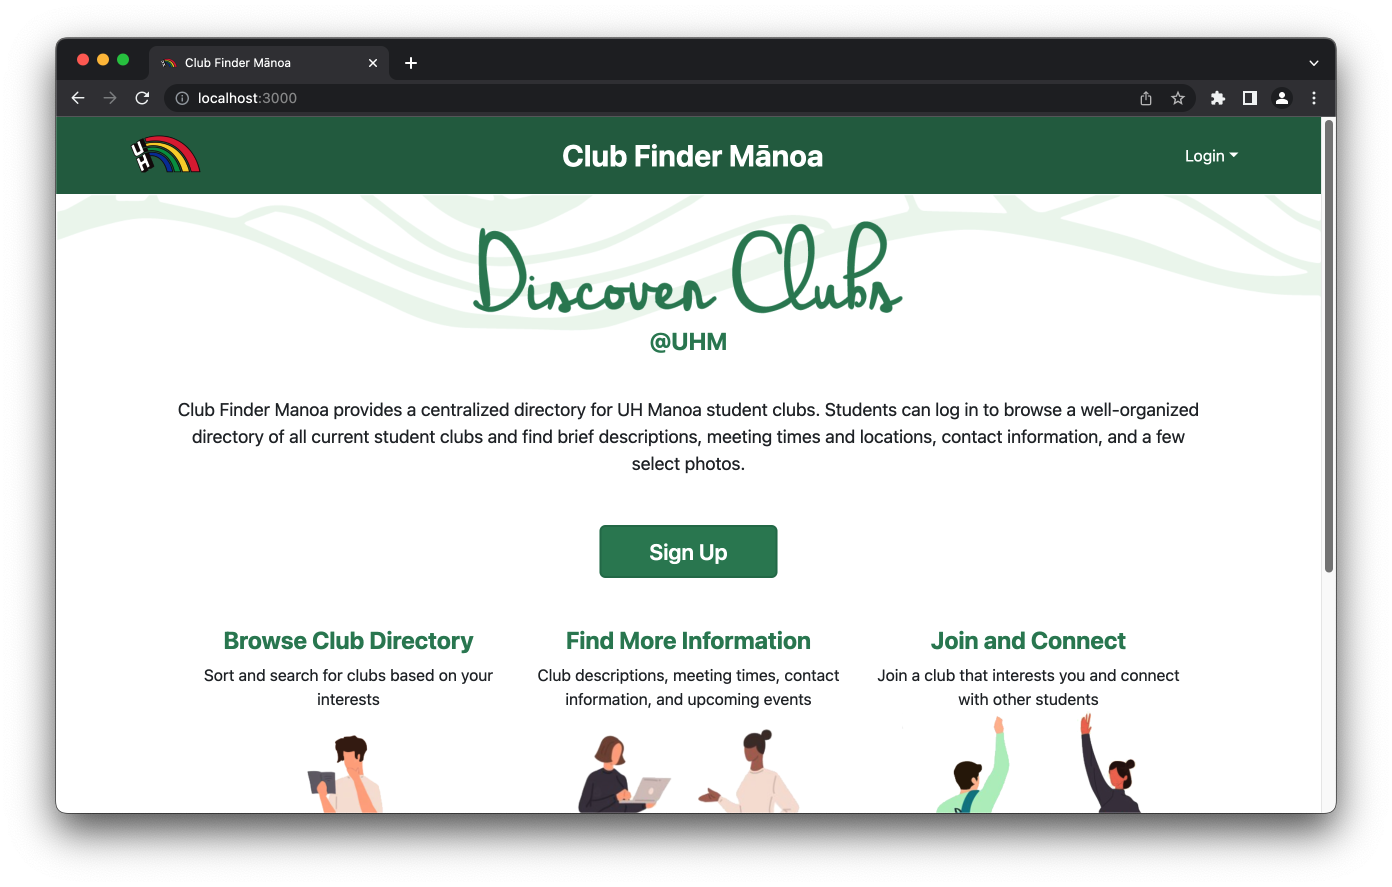 Club Finder Mānoa
localhost:3000
UH
Club Finder Mānoa
Login
Discover Clubs
@UHM
Club Finder Manoa provides a centralized directory for UH Manoa student clubs. Students can log in to browse a well-organized
directory of all current student clubs and find brief descriptions, meeting times and locations, contact information, and a few
select photos.
Sign Up
Browse Club Directory
Sort and search for clubs based on your
interests
Find More Information
Club descriptions, meeting times, contact
information, and upcoming events
Join and Connect
Join a club that interests you and connect
with other students